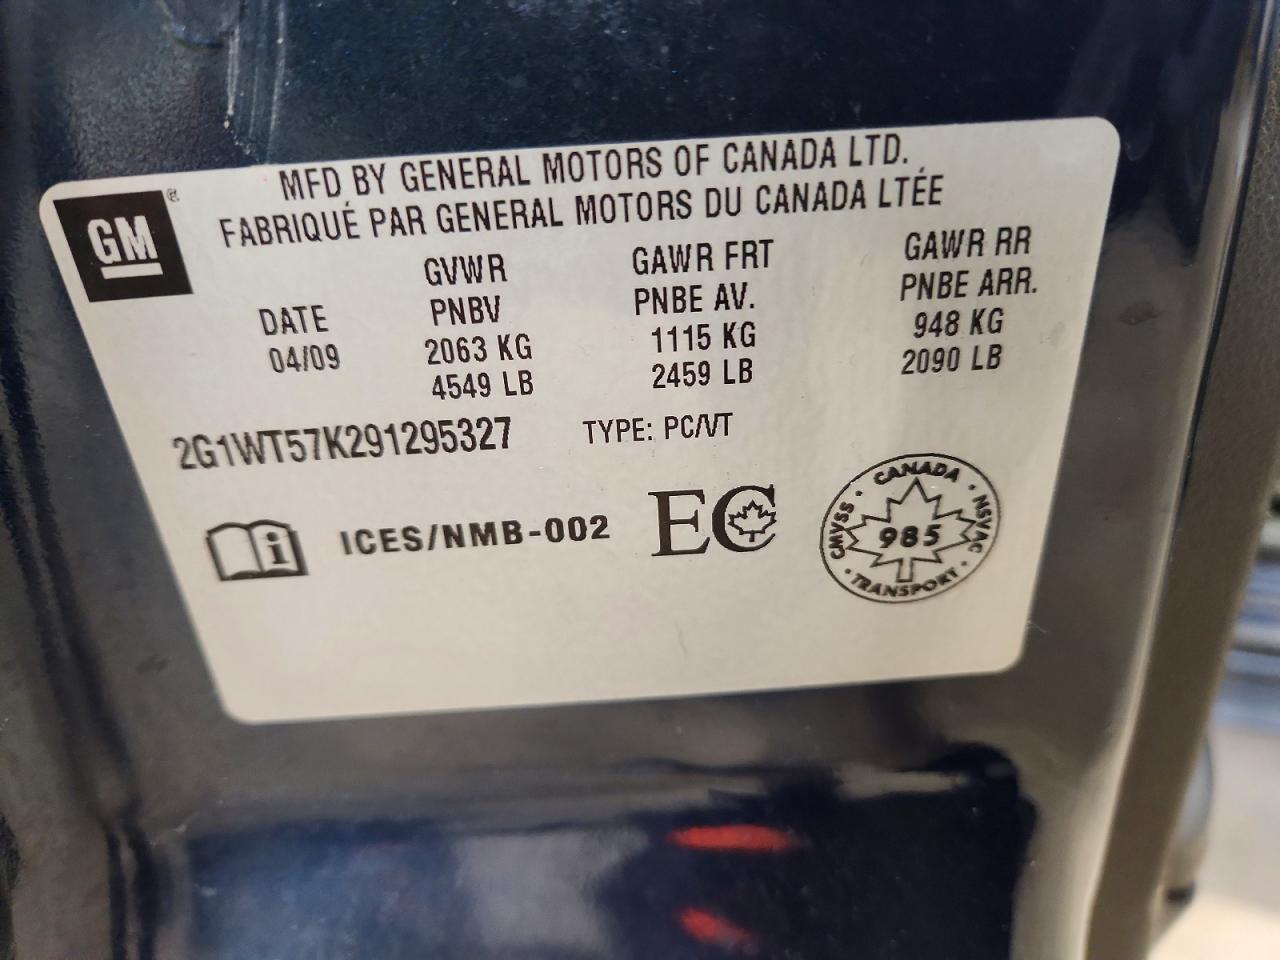 GM ®
MFD BY GENERAL MOTORS OF CANADA LTD.
FABRIQUÉ PAR GENERAL MOTORS DU CANADA LTÉE
DATE
04/09
GVWR
PNBV
2063 KG
4549 LB
GAWR FRT
PNBE AV.
1115 KG
2459 LB
GAWR RR
PNBE ARR.
948 KG
2090 LB
2G1WT57K291295327 TYPE: PC/VT
i ICES/NMB-002 EC
CANADA · NSVAC · TRANSPORT · CMVSS ·
985